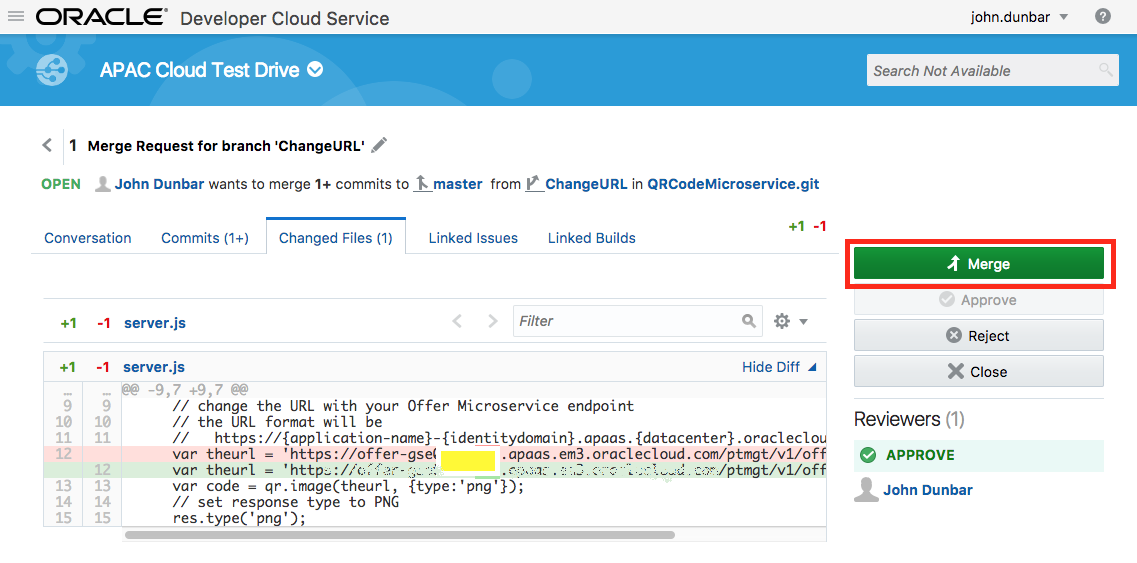 ORACLE® Developer Cloud Service
john.dunbar
?
APAC Cloud Test Drive
Search Not Available
1 Merge Request for branch 'ChangeURL'
OPEN John Dunbar wants to merge 1+ commits to master from ChangeURL in QRCodeMicroservice.git
Conversation
Commits (1+)
Changed Files (1)
Linked Issues
Linked Builds
+1 -1
Merge
Approve
Reject
Close
Reviewers (1)
APPROVE
John Dunbar
+1 -1 server.js
Filter
+1 -1 server.js
Hide Diff
... ... @@ -9,7 +9,7 @@
9 9 // change the URL with your Offer Microservice endpoint
10 10 // the URL format will be
11 11 // https://{application-name}-{identitydomain}.apaas.{datacenter}.oraclecloud
12 var theurl = 'https://offer-gse .apaas.em3.oraclecloud.com/ptmgt/v1/off
12 var theurl = 'https://offer-gse .apaas.em3.oraclecloud.com/ptmgt/v1/off
13 13 var code = qr.image(theurl, {type:'png'});
14 14 // set response type to PNG
15 15 res.type('png');